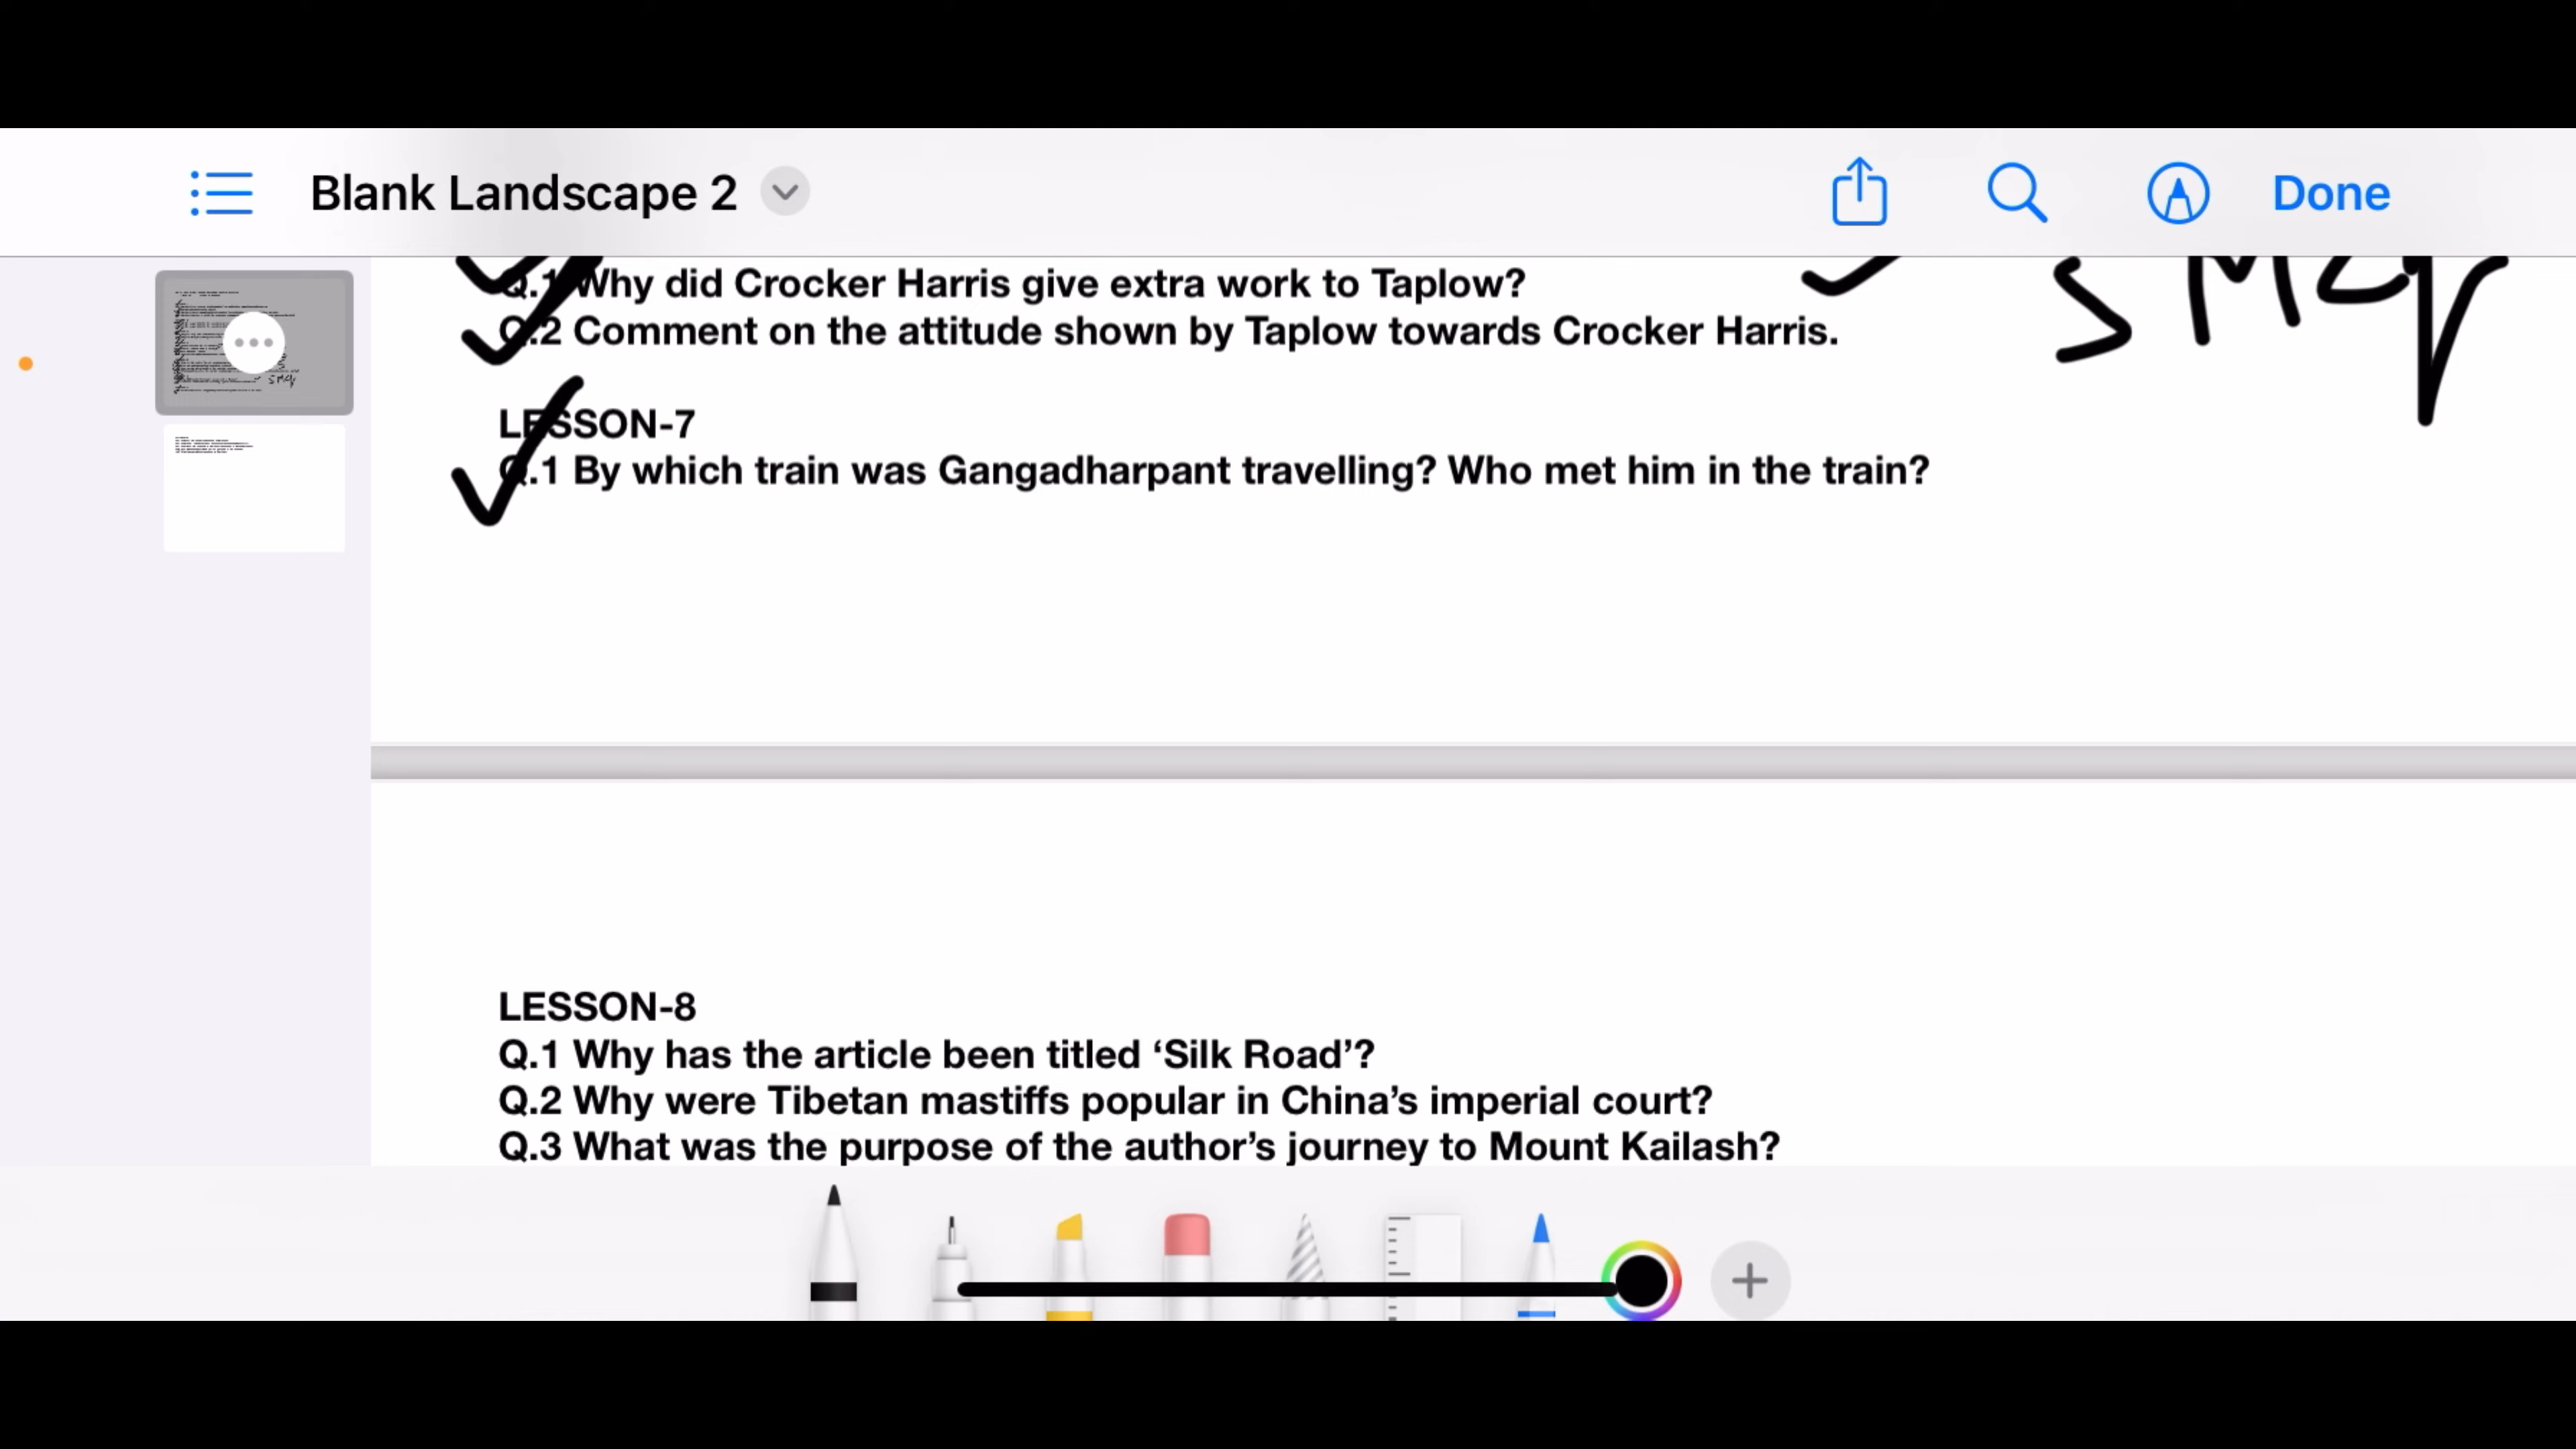 Blank Landscape 2
Done
Q.1 Why did Crocker Harris give extra work to Taplow?
Q.2 Comment on the attitude shown by Taplow towards Crocker Harris.
LESSON-7
Q.1 By which train was Gangadharpant travelling? Who met him in the train?
LESSON-8
Q.1 Why has the article been titled ‘Silk Road’?
Q.2 Why were Tibetan mastiffs popular in China’s imperial court?
Q.3 What was the purpose of the author’s journey to Mount Kailash?